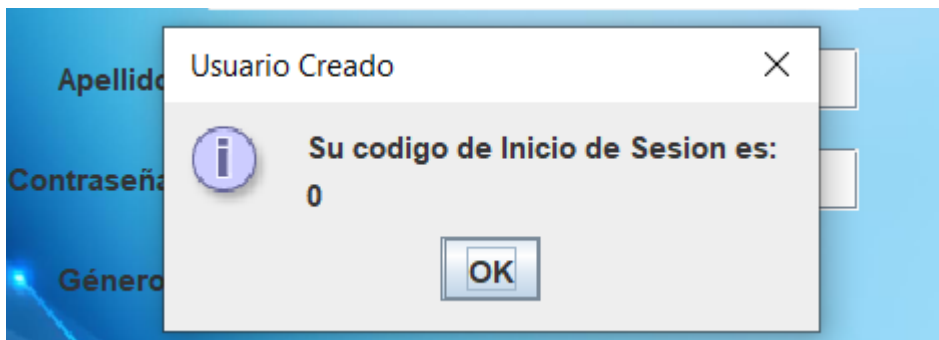 Usuario Creado
Apellido
Su codigo de Inicio de Sesion es:
Contraseña
0
OK
Género